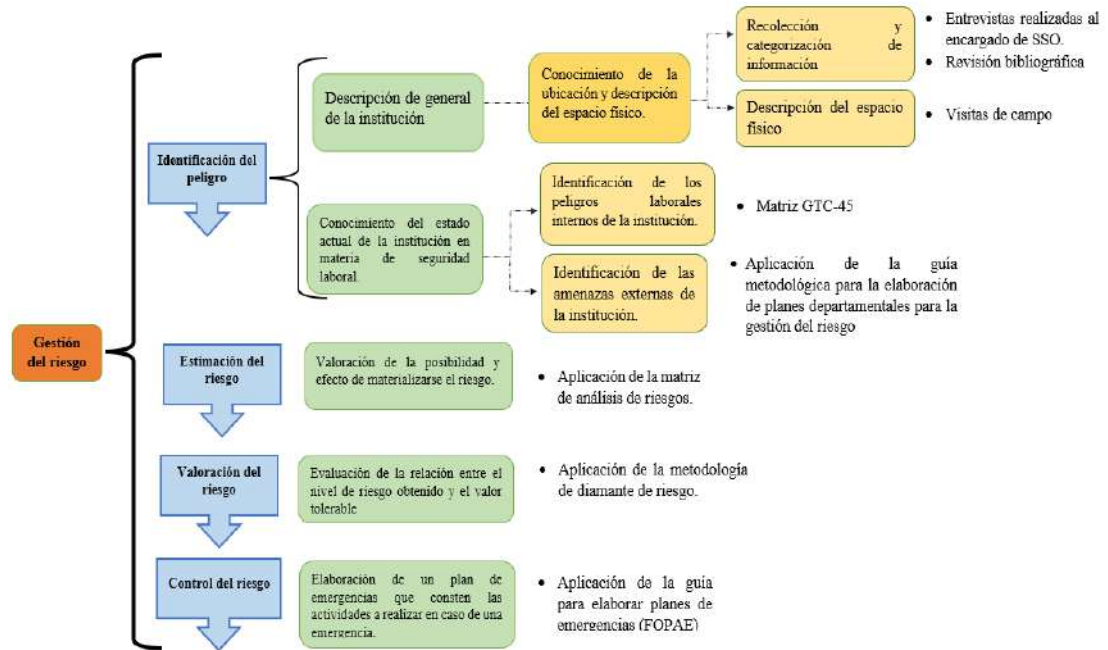 Gestión
del riesgo
Identificación del
peligro
Descripción de general
de la institución
Conocimiento de la
ubicación y descripción
del espacio físico.
Recolección y
categorización de
información
• Entrevistas realizadas al
encargado de SSO.
• Revisión bibliográfica
Descripción del espacio
físico
• Visitas de campo
Conocimiento del estado
actual de la institución en
materia de seguridad
laboral.
Identificación de los
peligros laborales
internos de la institución.
• Matriz GTC-45
Identificación de las
amenazas externas de
la institución.
• Aplicación de la guía
metodológica para la elaboración
de planes departamentales para la
gestión del riesgo
Estimación del
riesgo
Valoración de la posibilidad y
efecto de materializarse el riesgo.
• Aplicación de la matriz
de análisis de riesgos.
Valoración del
riesgo
Evaluación de la relación entre el
nivel de riesgo obtenido y el valor
tolerable
• Aplicación de la metodología
de diamante de riesgo.
Control del riesgo
Elaboración de un plan de
emergencias que consten las
actividades a realizar en caso de una
emergencia.
• Aplicación de la guía
para elaborar planes de
emergencias (FOPAE)